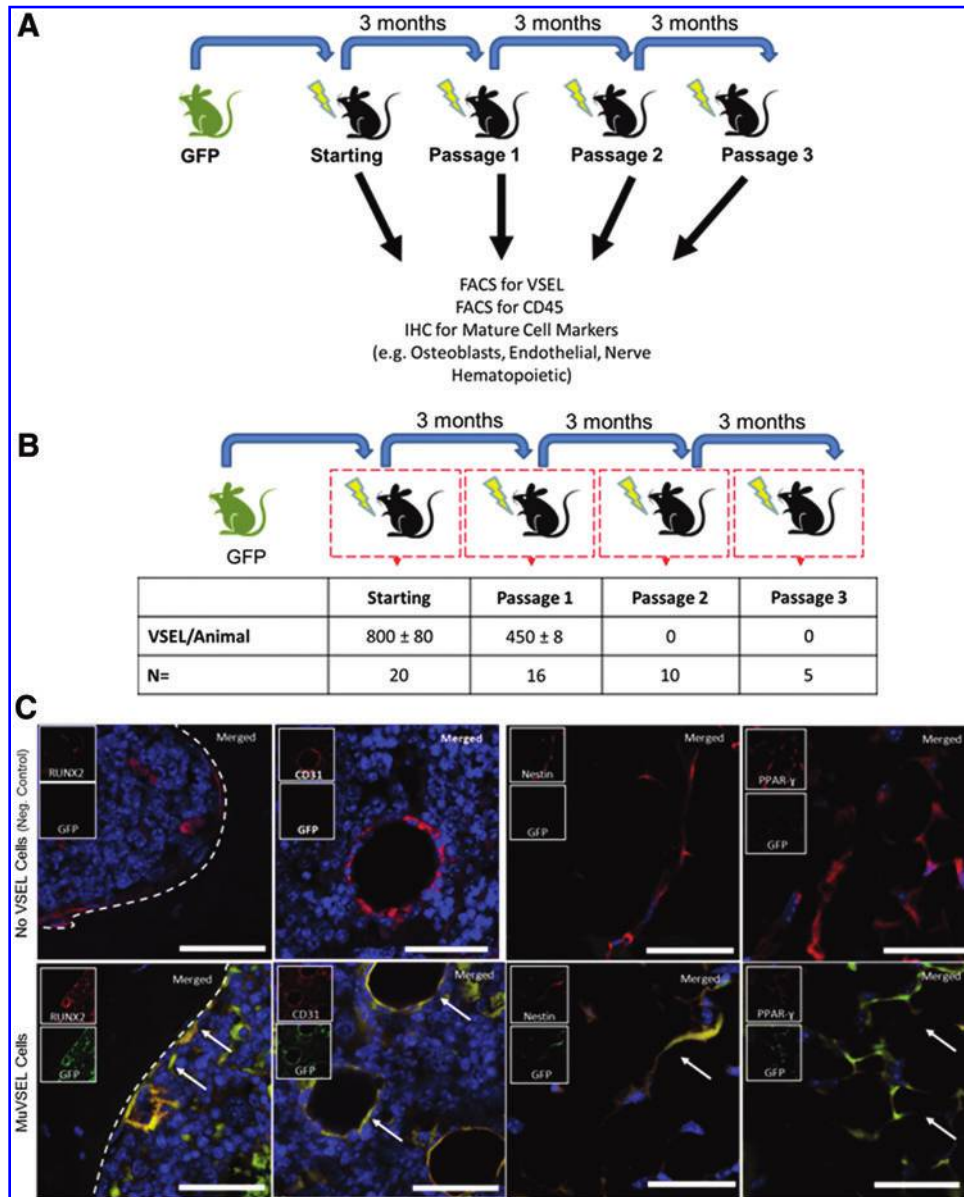 A
3 months
3 months
3 months
GFP
Starting
Passage 1
Passage 2
Passage 3
FACS for VSEL
FACS for CD45
IHC for Mature Cell Markers
(e.g. Osteoblasts, Endothelial, Nerve
Hematopoietic)
B
3 months
3 months
3 months
GFP
Starting
Passage 1
Passage 2
Passage 3
VSEL/Animal
800 ± 80
450 ± 8
0
0
N=
20
16
10
5
C
No VSEL Cells (Neg. Control)
RUNX2
GFP
Merged
CD31
GFP
Merged
Nestin
GFP
Merged
PPAR-γ
GFP
Merged
MuVSEL Cells
RUNX2
GFP
Merged
CD31
GFP
Merged
Nestin
GFP
Merged
PPAR-γ
GFP
Merged